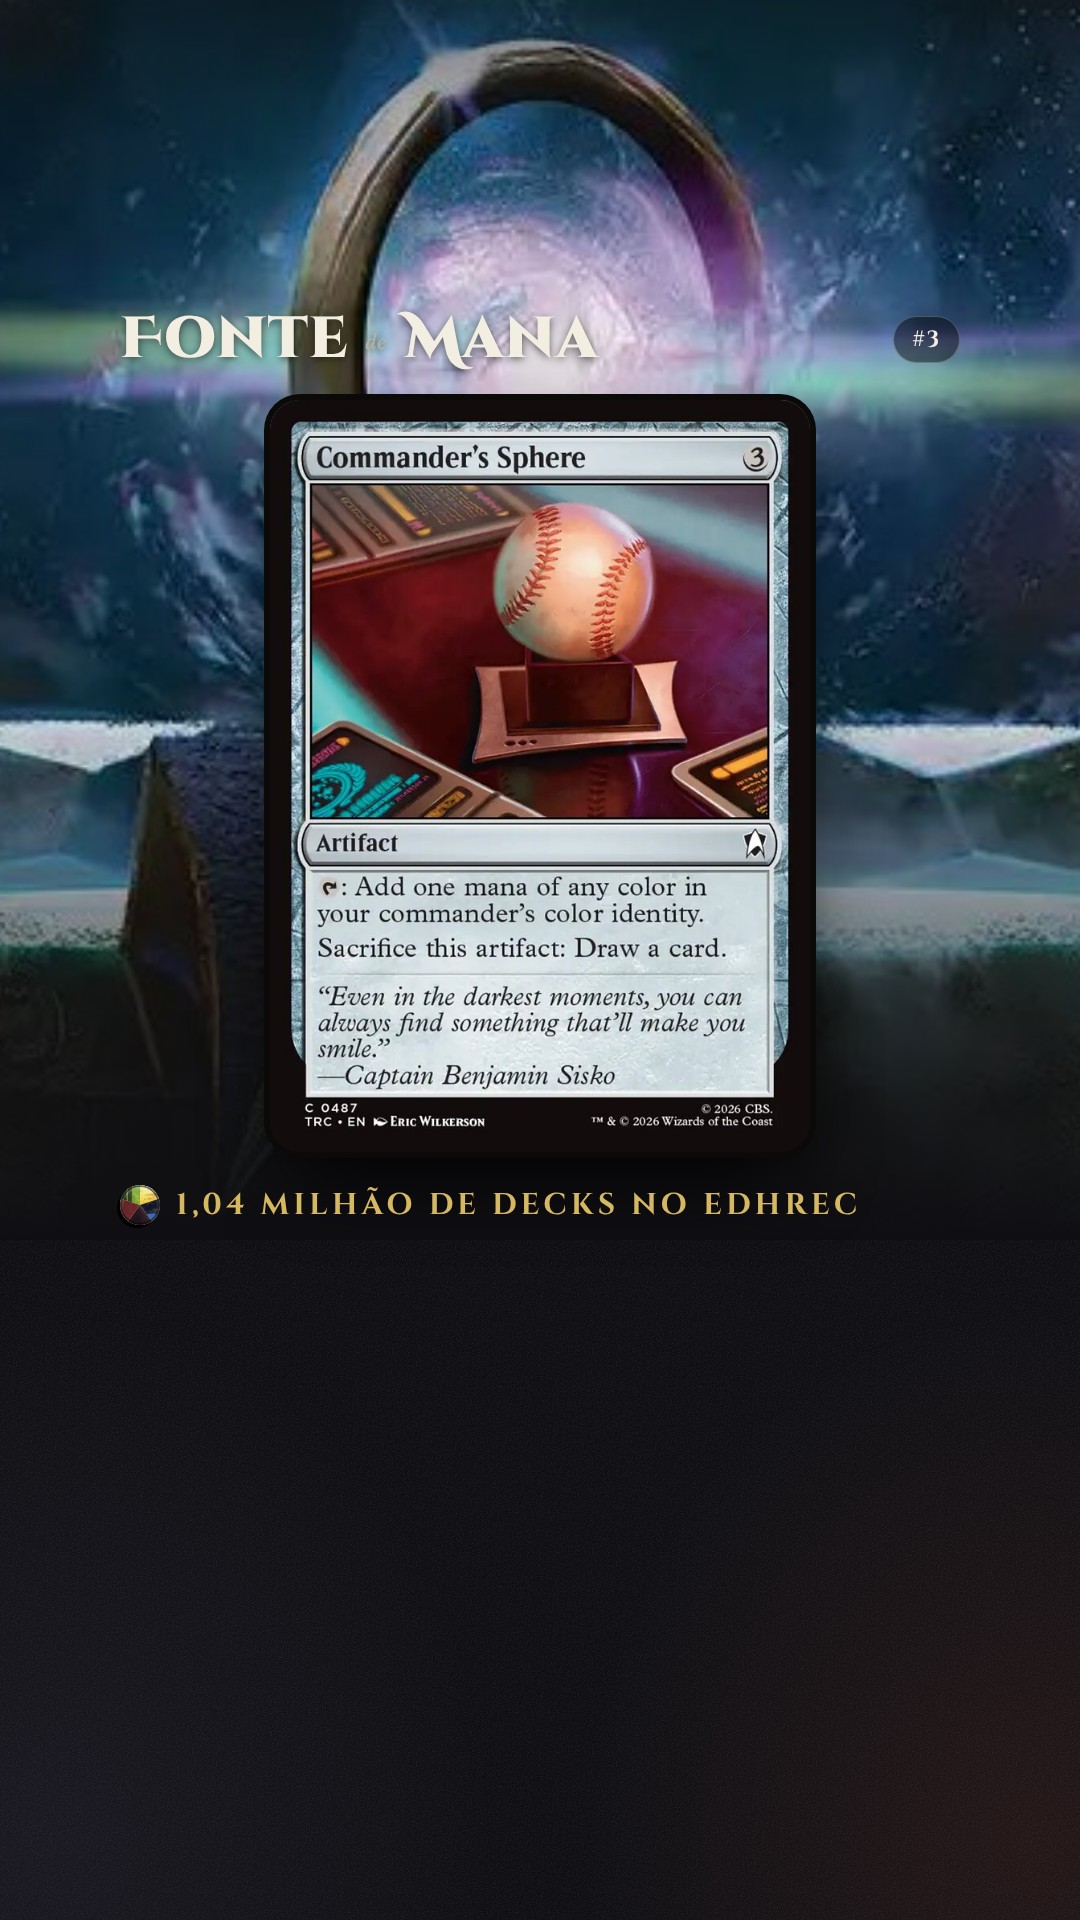 FONTE de MANA
#3
Commander's Sphere
3
Artifact
: Add one mana of any color in
your commander's color identity.
Sacrifice this artifact: Draw a card.
"Even in the darkest moments, you can
always find something that'll make you
smile."
—Captain Benjamin Sisko
C 0487
TRC • EN Eric Wilkerson
© 2026 CBS.
™ & © 2026 Wizards of the Coast
1,04 MILHÃO DE DECKS NO EDHREC